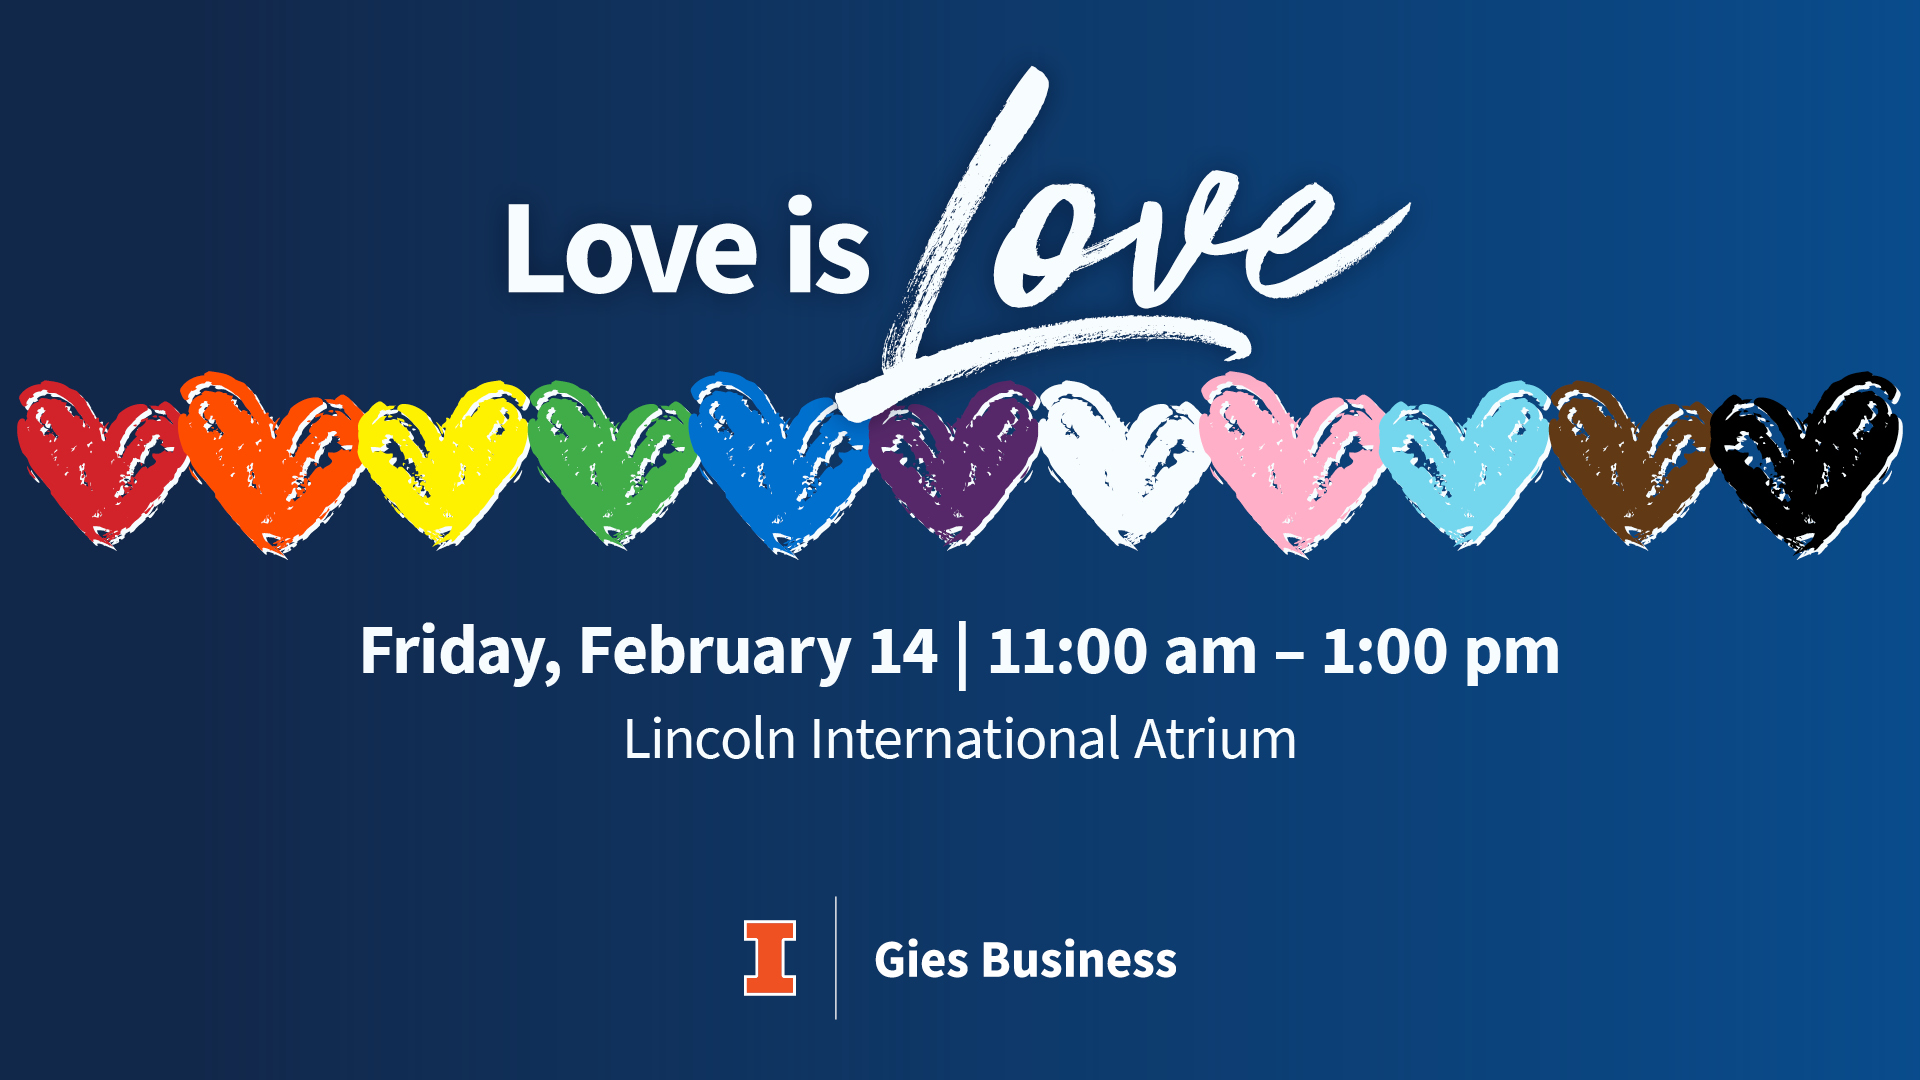 Love is Love
Friday, February 14 | 11:00 am – 1:00 pm
Lincoln International Atrium
I
Gies Business